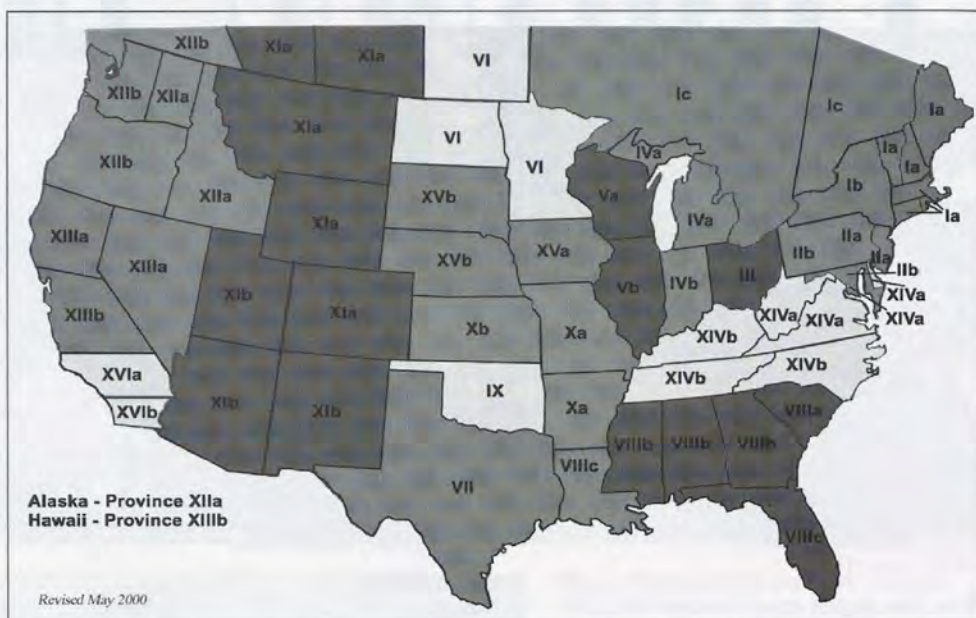 XIIb
XIa
XIa
VI
Ic
Ic
Ia
XIIb
XIIa
XIa
VI
VI
IVa
Va
Ia
Ia
XIIb
XIIa
XVb
IVa
Ib
Ia
XIa
XVa
IIa
IIa
XIIIa
XIIIa
XVb
IIb
IIb
XIb
XIa
Vb
IVb
III
XIVa
XIIIb
Xb
Xa
XIVa
XIVa
XIVa
XIVb
XVIa
XIVb
XIVb
IX
XVIb
XIb
XIb
Xa
VIIIa
VIIIb
VIIIb
VIIIb
VIIIc
VII
Alaska - Province XIIa
Hawaii - Province XIIIb
VIIIc
Revised May 2000